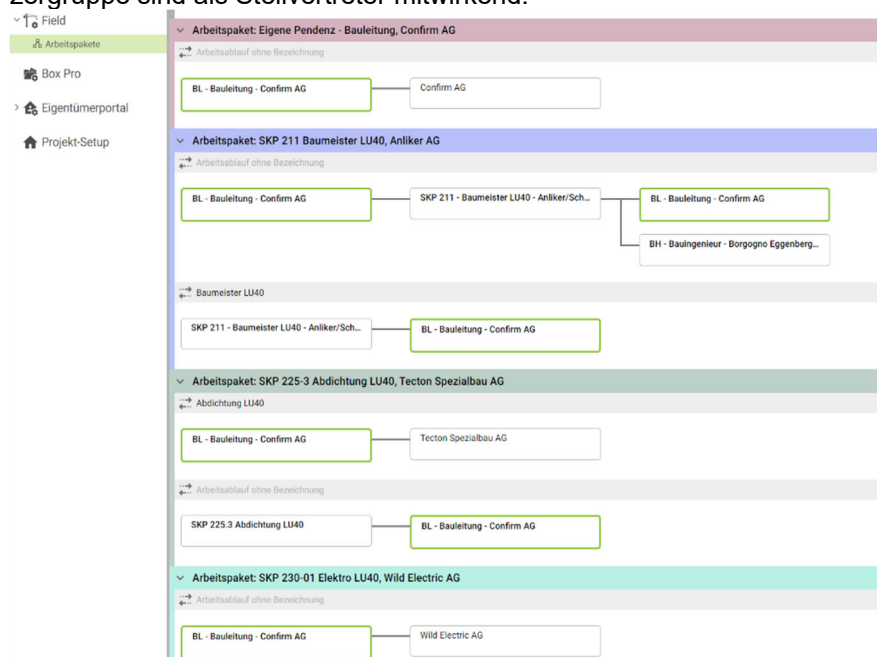 zergruppe sind als Stellvertreter mitwirkend.
Field
Arbeitspakete
Box Pro
Eigentümerportal
Projekt-Setup
Arbeitspaket: Eigene Pendenz - Bauleitung, Confirm AG
Arbeitsablauf ohne Bezeichnung
BL - Bauleitung - Confirm AG
Confirm AG
Arbeitspaket: SKP 211 Baumeister LU40, Anliker AG
Arbeitsablauf ohne Bezeichnung
BL - Bauleitung - Confirm AG
SKP 211 - Baumeister LU40 - Anliker/Sch...
BL - Bauleitung - Confirm AG
BH - Bauingenieur - Borgogno Eggenberg...
Baumeister LU40
SKP 211 - Baumeister LU40 - Anliker/Sch...
BL - Bauleitung - Confirm AG
Arbeitspaket: SKP 225-3 Abdichtung LU40, Tecton Spezialbau AG
Abdichtung LU40
BL - Bauleitung - Confirm AG
Tecton Spezialbau AG
Arbeitsablauf ohne Bezeichnung
SKP 225.3 Abdichtung LU40
BL - Bauleitung - Confirm AG
Arbeitspaket: SKP 230-01 Elektro LU40, Wild Electric AG
Arbeitsablauf ohne Bezeichnung
BL - Bauleitung - Confirm AG
Wild Electric AG